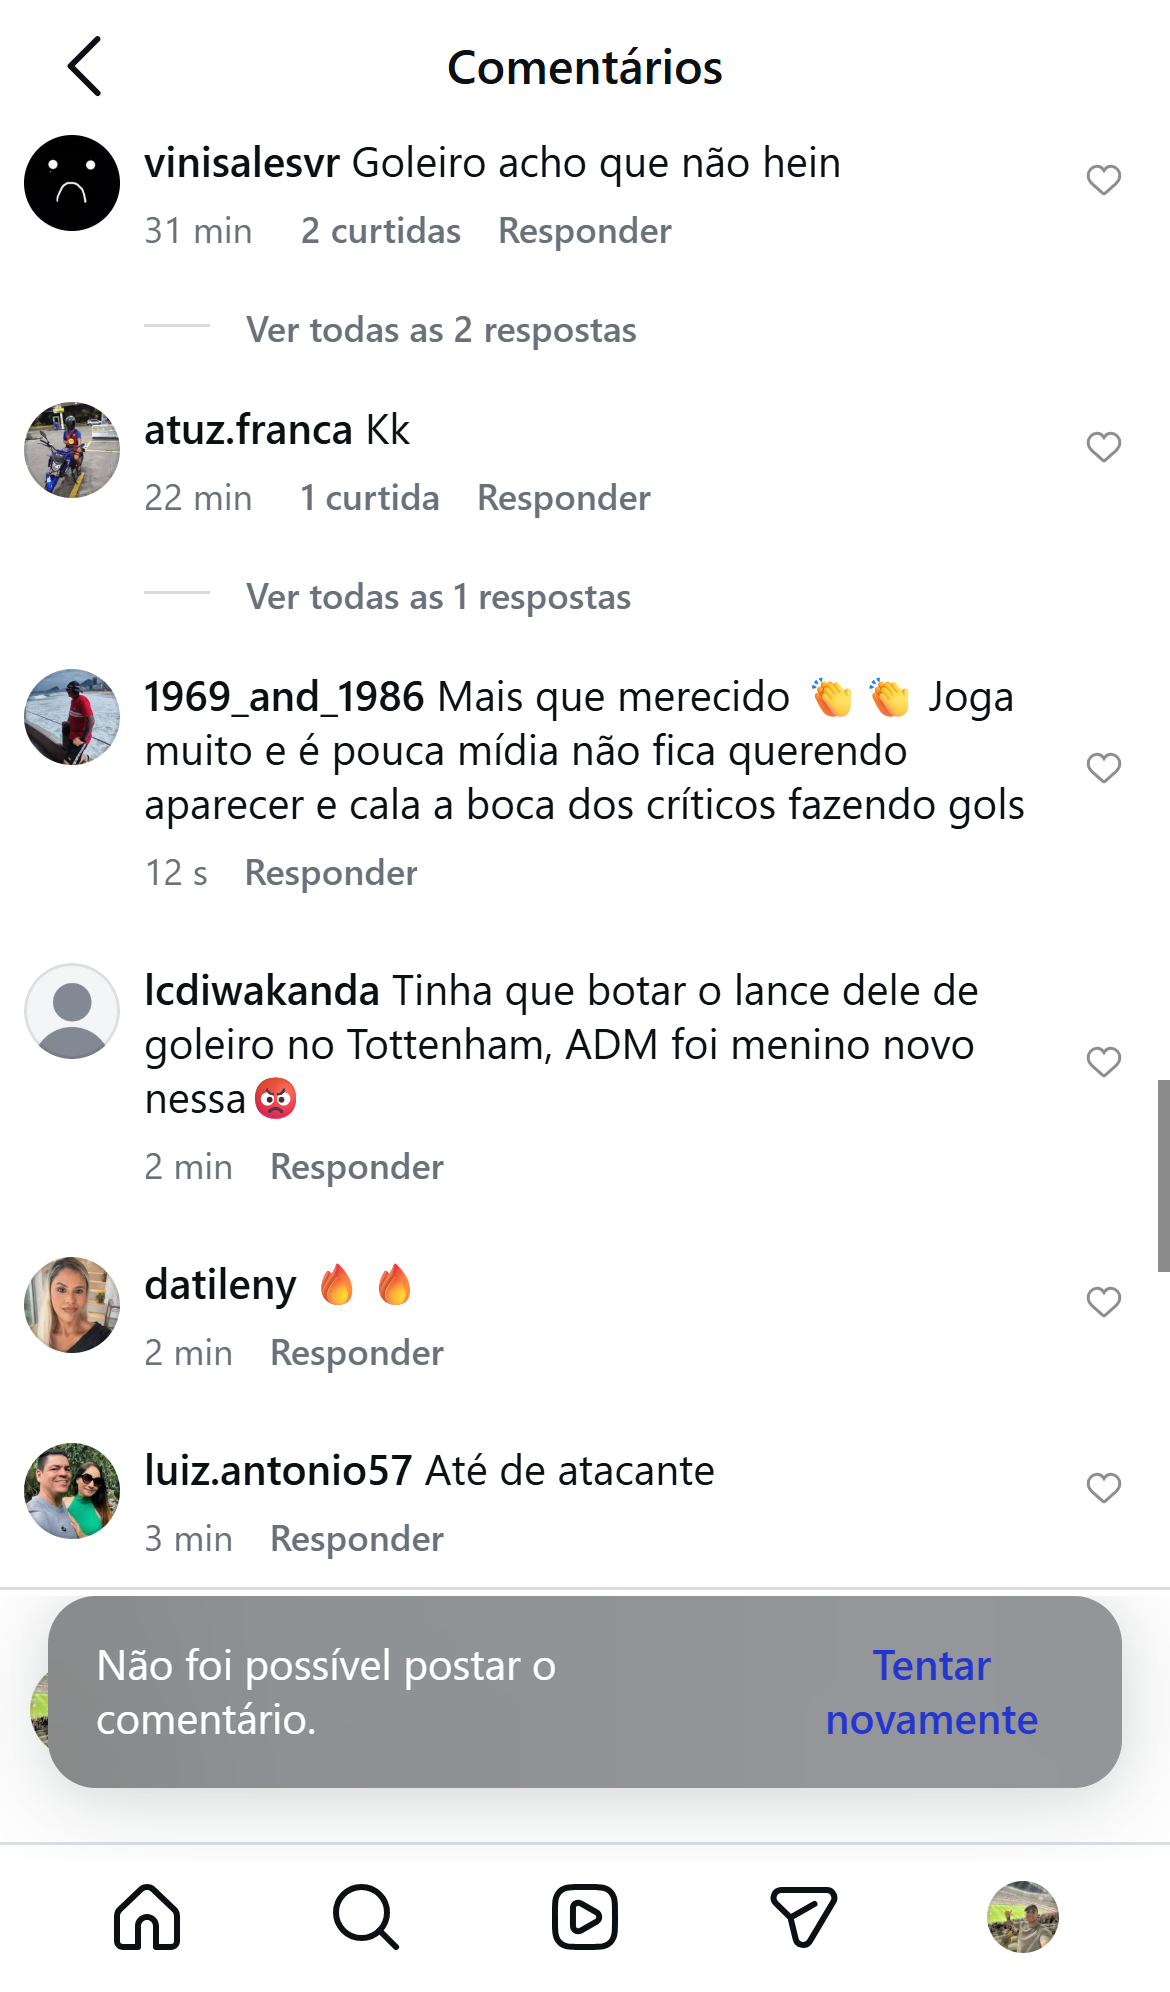 Comentários
vinisalesvr Goleiro acho que não hein
31 min 2 curtidas Responder
Ver todas as 2 respostas
atuz.franca Kk
22 min 1 curtida Responder
Ver todas as 1 respostas
1969_and_1986 Mais que merecido 👏 👏 Joga
muito e é pouca mídia não fica querendo
aparecer e cala a boca dos críticos fazendo gols
12 s Responder
lcdiwakanda Tinha que botar o lance dele de
goleiro no Tottenham, ADM foi menino novo
nessa😡
2 min Responder
datileny 🔥 🔥
2 min Responder
luiz.antonio57 Até de atacante
3 min Responder
Não foi possível postar o
comentário.
Tentar
novamente